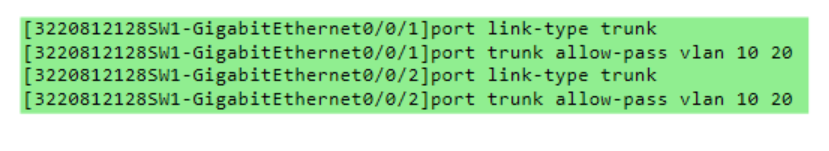 [3220812128SW1-GigabitEthernet0/0/1]port link-type trunk
[3220812128SW1-GigabitEthernet0/0/1]port trunk allow-pass vlan 10 20
[3220812128SW1-GigabitEthernet0/0/2]port link-type trunk
[3220812128SW1-GigabitEthernet0/0/2]port trunk allow-pass vlan 10 20